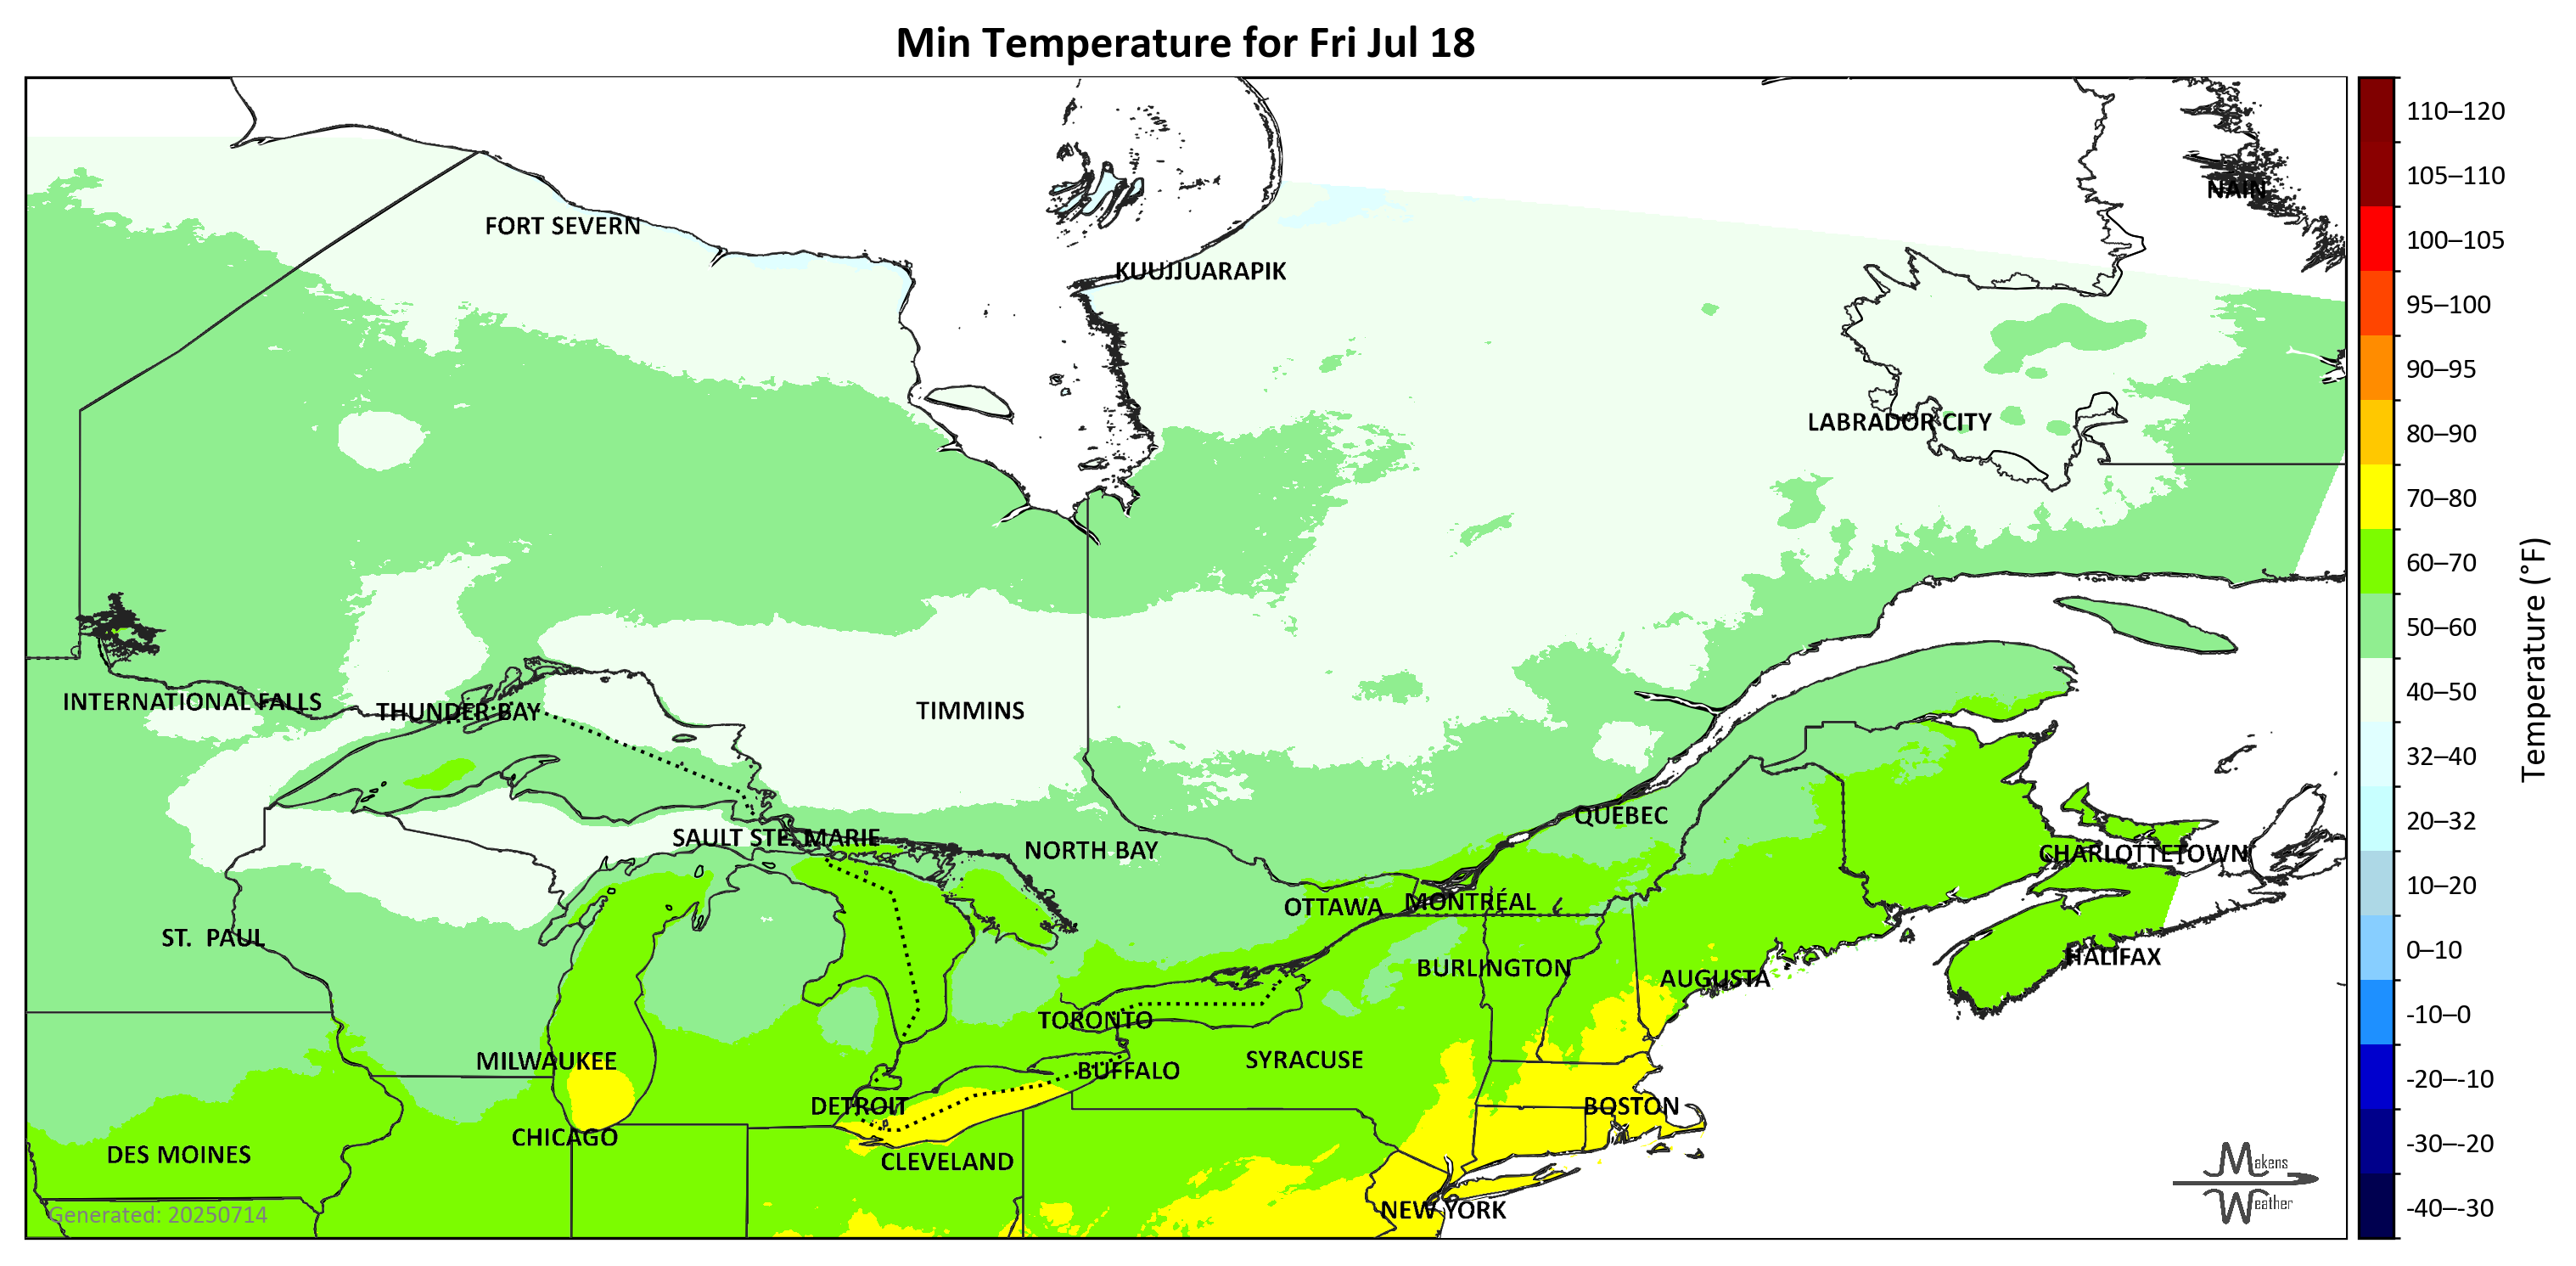 Min Temperature for Fri Jul 18
110–120
105–110
NAIN
FORT SEVERN
100–105
KUUJJUARAPIK
95–100
90–95
LABRADOR CITY
80–90
70–80
60–70
50–60
Temperature (°F)
40–50
INTERNATIONAL FALLS
THUNDER BAY
TIMMINS
32–40
QUEBEC
20–32
SAULT STE. MARIE
NORTH BAY
CHARLOTTETOWN
10–20
OTTAWA
MONTRÉAL
ST. PAUL
0–10
HALIFAX
BURLINGTON
AUGUSTA
-10–0
TORONTO
MILWAUKEE
SYRACUSE
BUFFALO
-20–-10
DETROIT
BOSTON
CHICAGO
-30–-20
DES MOINES
CLEVELAND
Makens
Weather
NEW YORK
-40–-30
Generated: 20250714